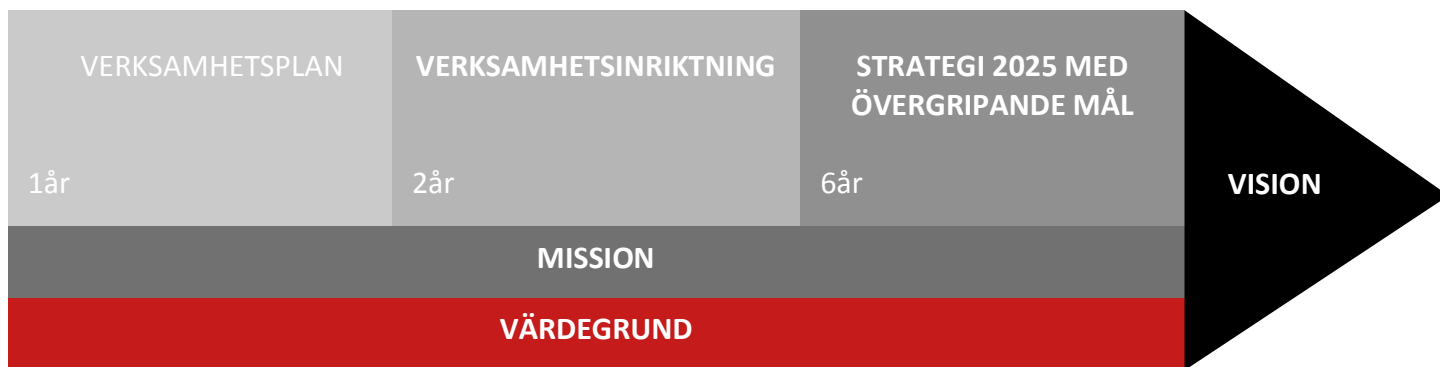 VERKSAMHETSPLAN
1år
VERKSAMHETSINRIKTNING
2år
STRATEGI 2025 MED
ÖVERGRIPANDE MÅL
6år
VISION
MISSION
VÄRDEGRUND